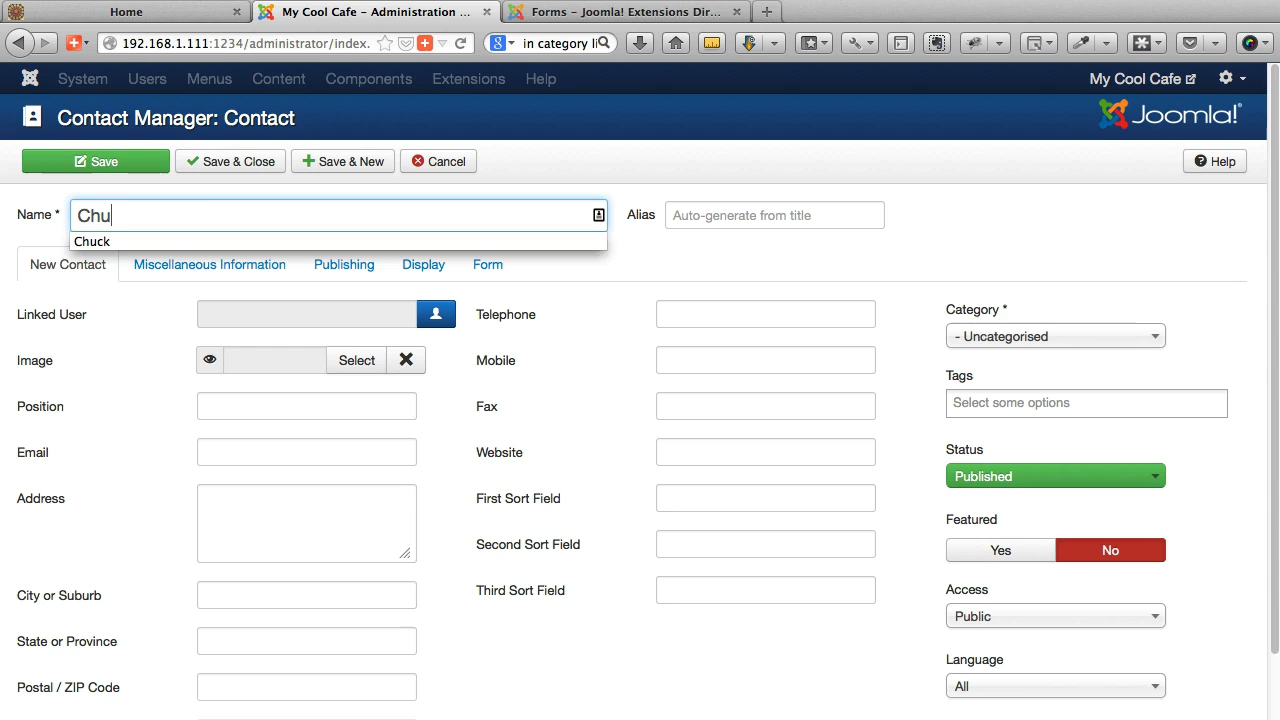 Home
My Cool Cafe - Administration ...
Forms - Joomla! Extensions Dir...
192.168.1.111:1234/administrator/index.
in category li
System Users Menus Content Components Extensions Help
My Cool Cafe
Contact Manager: Contact
Joomla!
Save
Save & Close
Save & New
Cancel
Help
Name * Chu
Alias Auto-generate from title
Chuck
New Contact Miscellaneous Information Publishing Display Form
Linked User
Image Select
Position
Email
Address
City or Suburb
State or Province
Postal / ZIP Code
Telephone
Mobile
Fax
Website
First Sort Field
Second Sort Field
Third Sort Field
Category *
- Uncategorised
Tags
Select some options
Status
Published
Featured
Yes No
Access
Public
Language
All